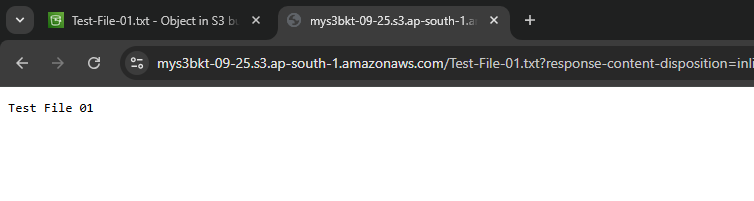 Test-File-01.txt - Object in S3 bu
mys3bkt-09-25.s3.ap-south-1.a
mys3bkt-09-25.s3.ap-south-1.amazonaws.com/Test-File-01.txt?response-content-disposition=inli
Test File 01